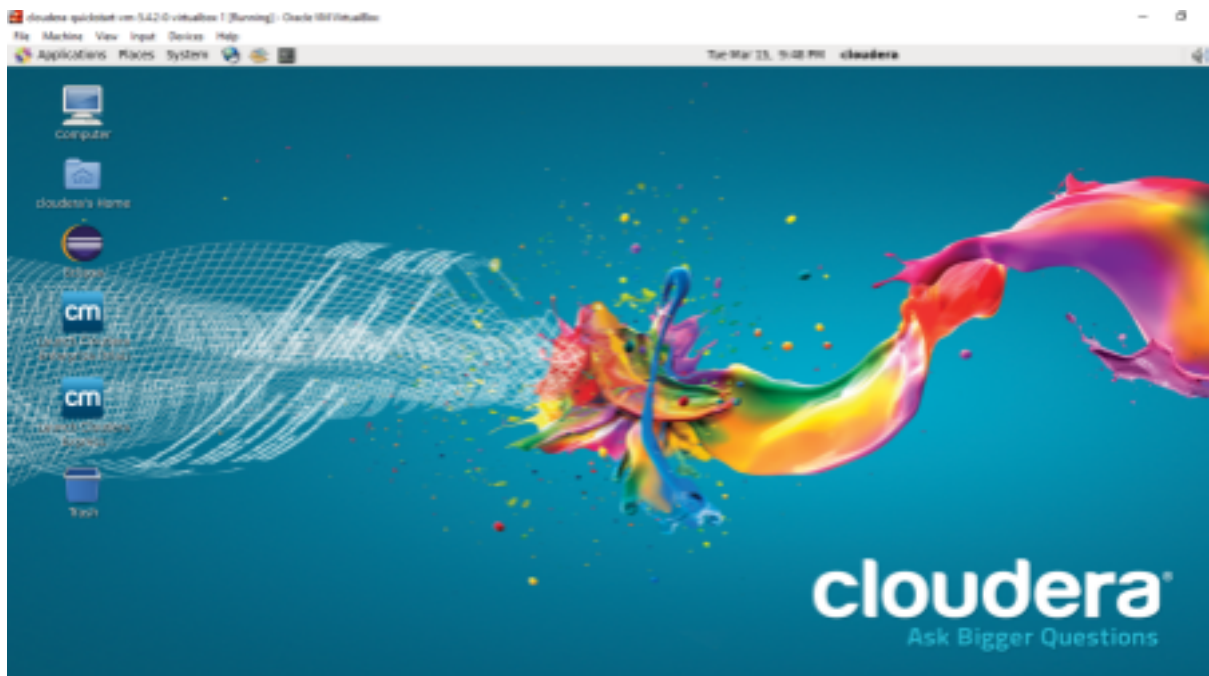 cloudera quickstart-vm-5.4.2-0-virtualbox 1 [Running] - Oracle VM VirtualBox
File Machine View Input Devices Help
Applications Places System
Tue Mar 15, 9:48 PM cloudera
Computer
cloudera's Home
Eclipse
cm
cm
Trash
cloudera®
Ask Bigger Questions